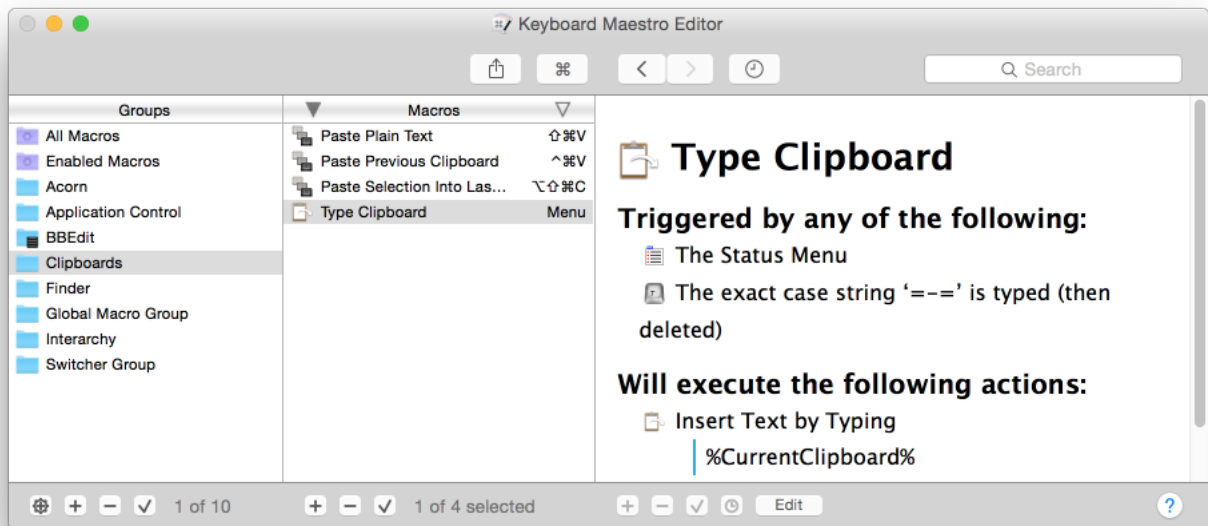 Keyboard Maestro Editor
Search
Groups
All Macros
Enabled Macros
Acorn
Application Control
BBEdit
Clipboards
Finder
Global Macro Group
Interarchy
Switcher Group
1 of 10
Macros
Paste Plain Text ⇧⌘V
Paste Previous Clipboard ^⌘V
Paste Selection Into Las... ⌥⇧⌘C
Type Clipboard Menu
1 of 4 selected
Type Clipboard
Triggered by any of the following:
The Status Menu
The exact case string ‘=-=’ is typed (then
deleted)
Will execute the following actions:
Insert Text by Typing
%CurrentClipboard%
Edit
?